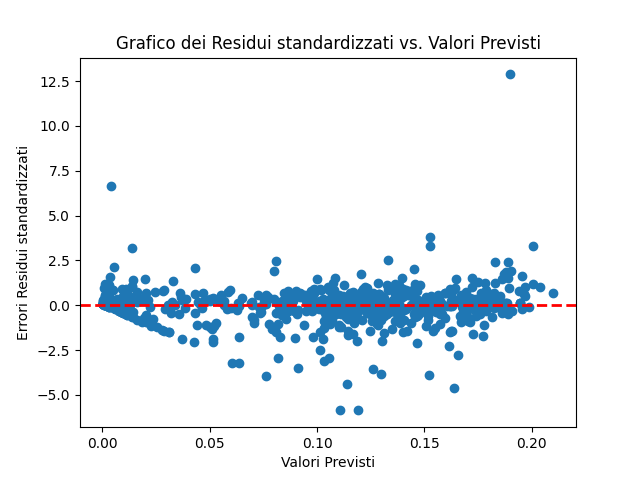 Grafico dei Residui standardizzati vs. Valori Previsti
Errori Residui standardizzati
12.5
10.0
7.5
5.0
2.5
0.0
−2.5
−5.0
0.00 0.05 0.10 0.15 0.20
Valori Previsti